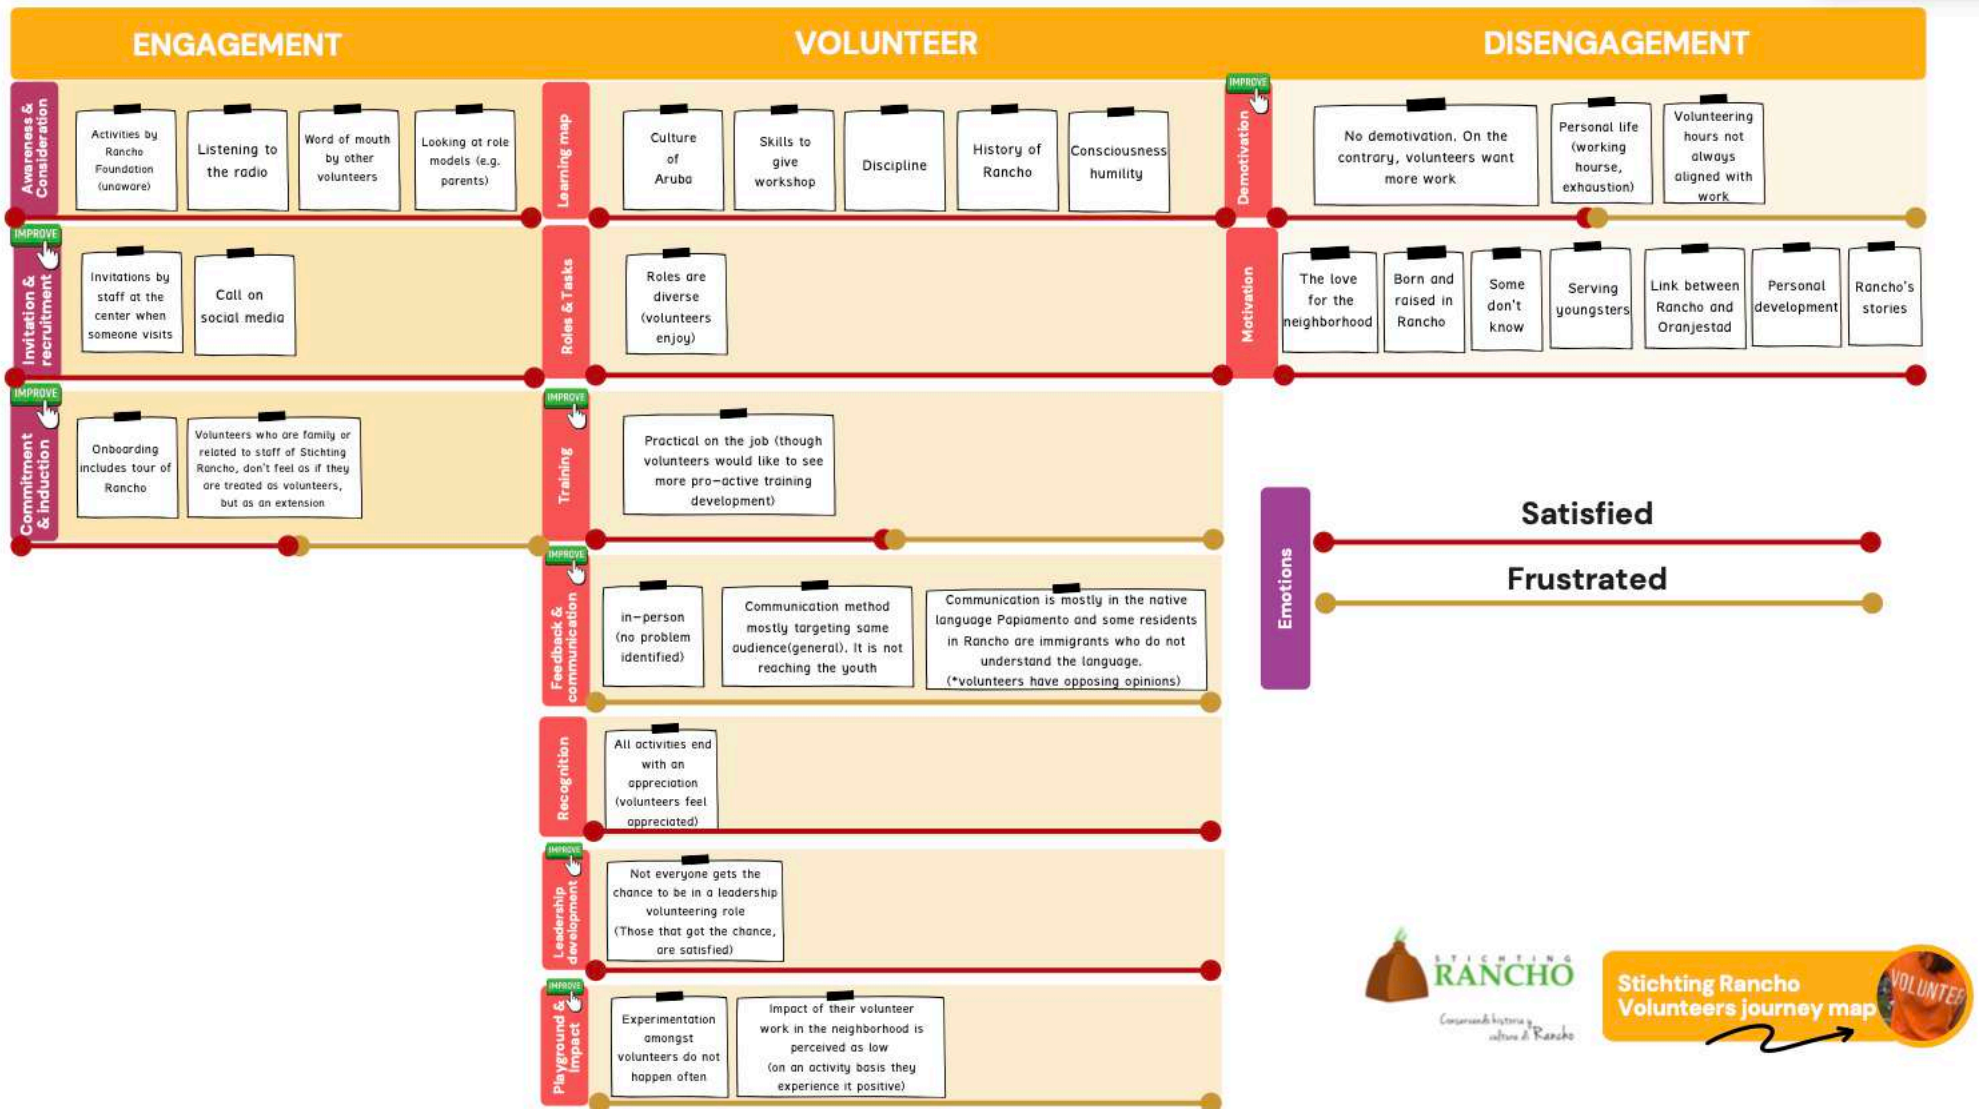 ENGAGEMENT
VOLUNTEER
DISENGAGEMENT
Awareness &
Consideration
Activities by
Rancho
Foundation
(unaware)
Listening to
the radio
Word of mouth
by other
volunteers
Looking at role
models (e.g.
parents)
IMPROVE
Invitation &
recruitment
Invitations by
staff at the
center when
someone visits
Call on
social media
IMPROVE
Commitment
& induction
Onboarding
includes tour of
Rancho
Volunteers who are family or
related to staff of Stichting
Rancho, don't feel as if they
are treated as volunteers,
but as an extension
Learning map
Culture
of
Aruba
Skills to
give
workshop
Discipline
History of
Rancho
Consciousness
humility
Roles & Tasks
Roles are
diverse
(volunteers
enjoy)
IMPROVE
Training
Practical on the job (though
volunteers would like to see
more pro-active training
development)
IMPROVE
Feedback &
communication
in-person
(no problem
identified)
Communication method
mostly targeting same
audience(general). It is not
reaching the youth
Communication is mostly in the native
language Papiamento and some residents
in Rancho are immigrants who do not
understand the language.
(*volunteers have opposing opinions)
Recognition
All activities end
with an
appreciation
(volunteers feel
appreciated)
IMPROVE
Leadership
development
Not everyone gets the
chance to be in a leadership
volunteering role
(Those that got the chance,
are satisfied)
IMPROVE
Playground &
Impact
Experimentation
amongst
volunteers do not
happen often
Impact of their volunteer
work in the neighborhood is
perceived as low
(on an activity basis they
experience it positive)
IMPROVE
Demotivation
No demotivation. On the
contrary, volunteers want
more work
Personal life
(working
hourse,
exhaustion)
Volunteering
hours not
always
aligned with
work
Motivation
The love
for the
neighborhood
Born and
raised in
Rancho
Some
don't
know
Serving
youngsters
Link between
Rancho and
Oranjestad
Personal
development
Rancho's
stories
Emotions
Satisfied
Frustrated
STICHTING
RANCHO
historia y
cultura di Rancho
Stichting Rancho
Volunteers journey map
VOLUNTEE